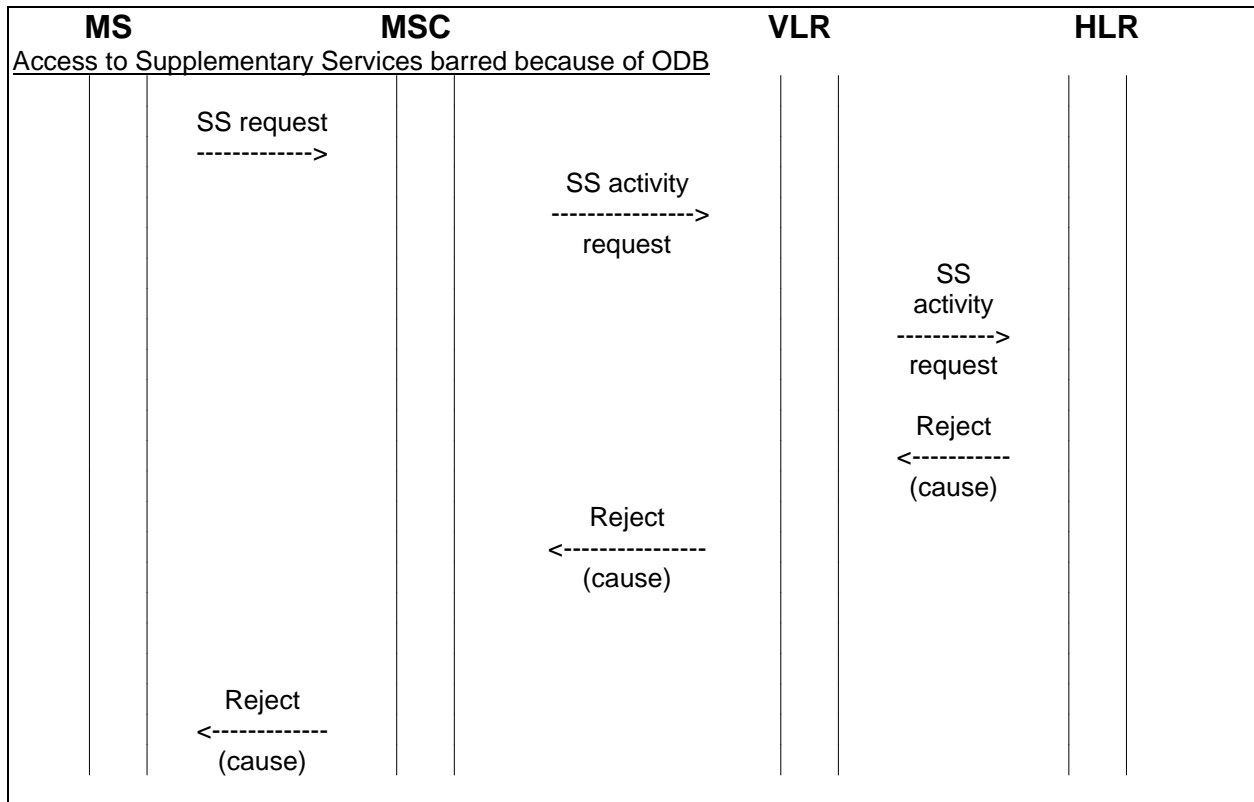 MS MSC VLR HLR
Access to Supplementary Services barred because of ODB
SS request
------------->
SS activity
---------------->
request
SS
activity
----------->
request
Reject
<-----------
(cause)
Reject
<----------------
(cause)
Reject
<-------------
(cause)